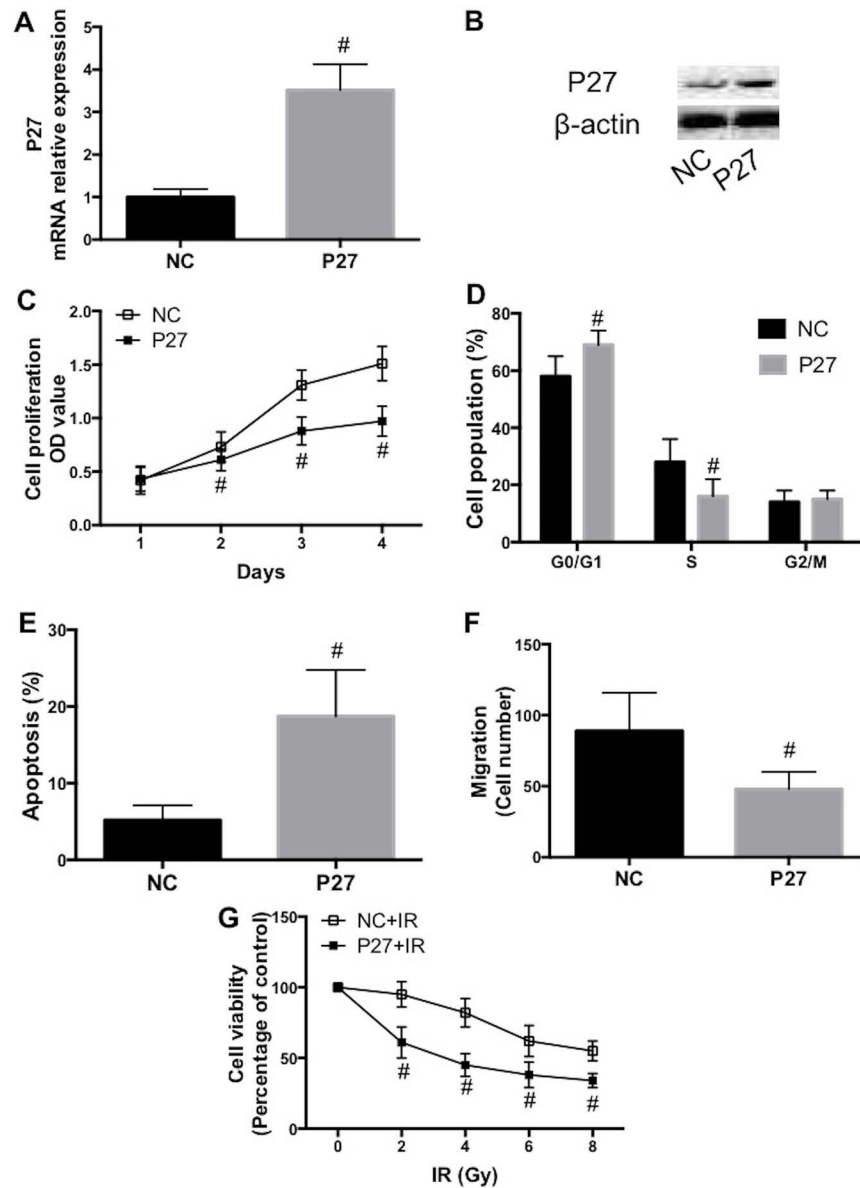 A
P27
mRNA relative expression
5
4
3
2
1
0
#
NC
P27
B
P27
β-actin
NC
P27
C
NC
P27
Cell proliferation
OD value
2.0
1.5
1.0
0.5
0.0
#
#
#
1
2
3
4
Days
D
NC
P27
Cell population (%)
80
60
40
20
0
#
#
G0/G1
S
G2/M
E
Apoptosis (%)
30
20
10
0
#
NC
P27
F
Migration
(Cell number)
150
100
50
0
#
NC
P27
G
NC+IR
P27+IR
Cell viability
(Percentage of control)
150
100
50
0
#
#
#
#
0
2
4
6
8
IR (Gy)